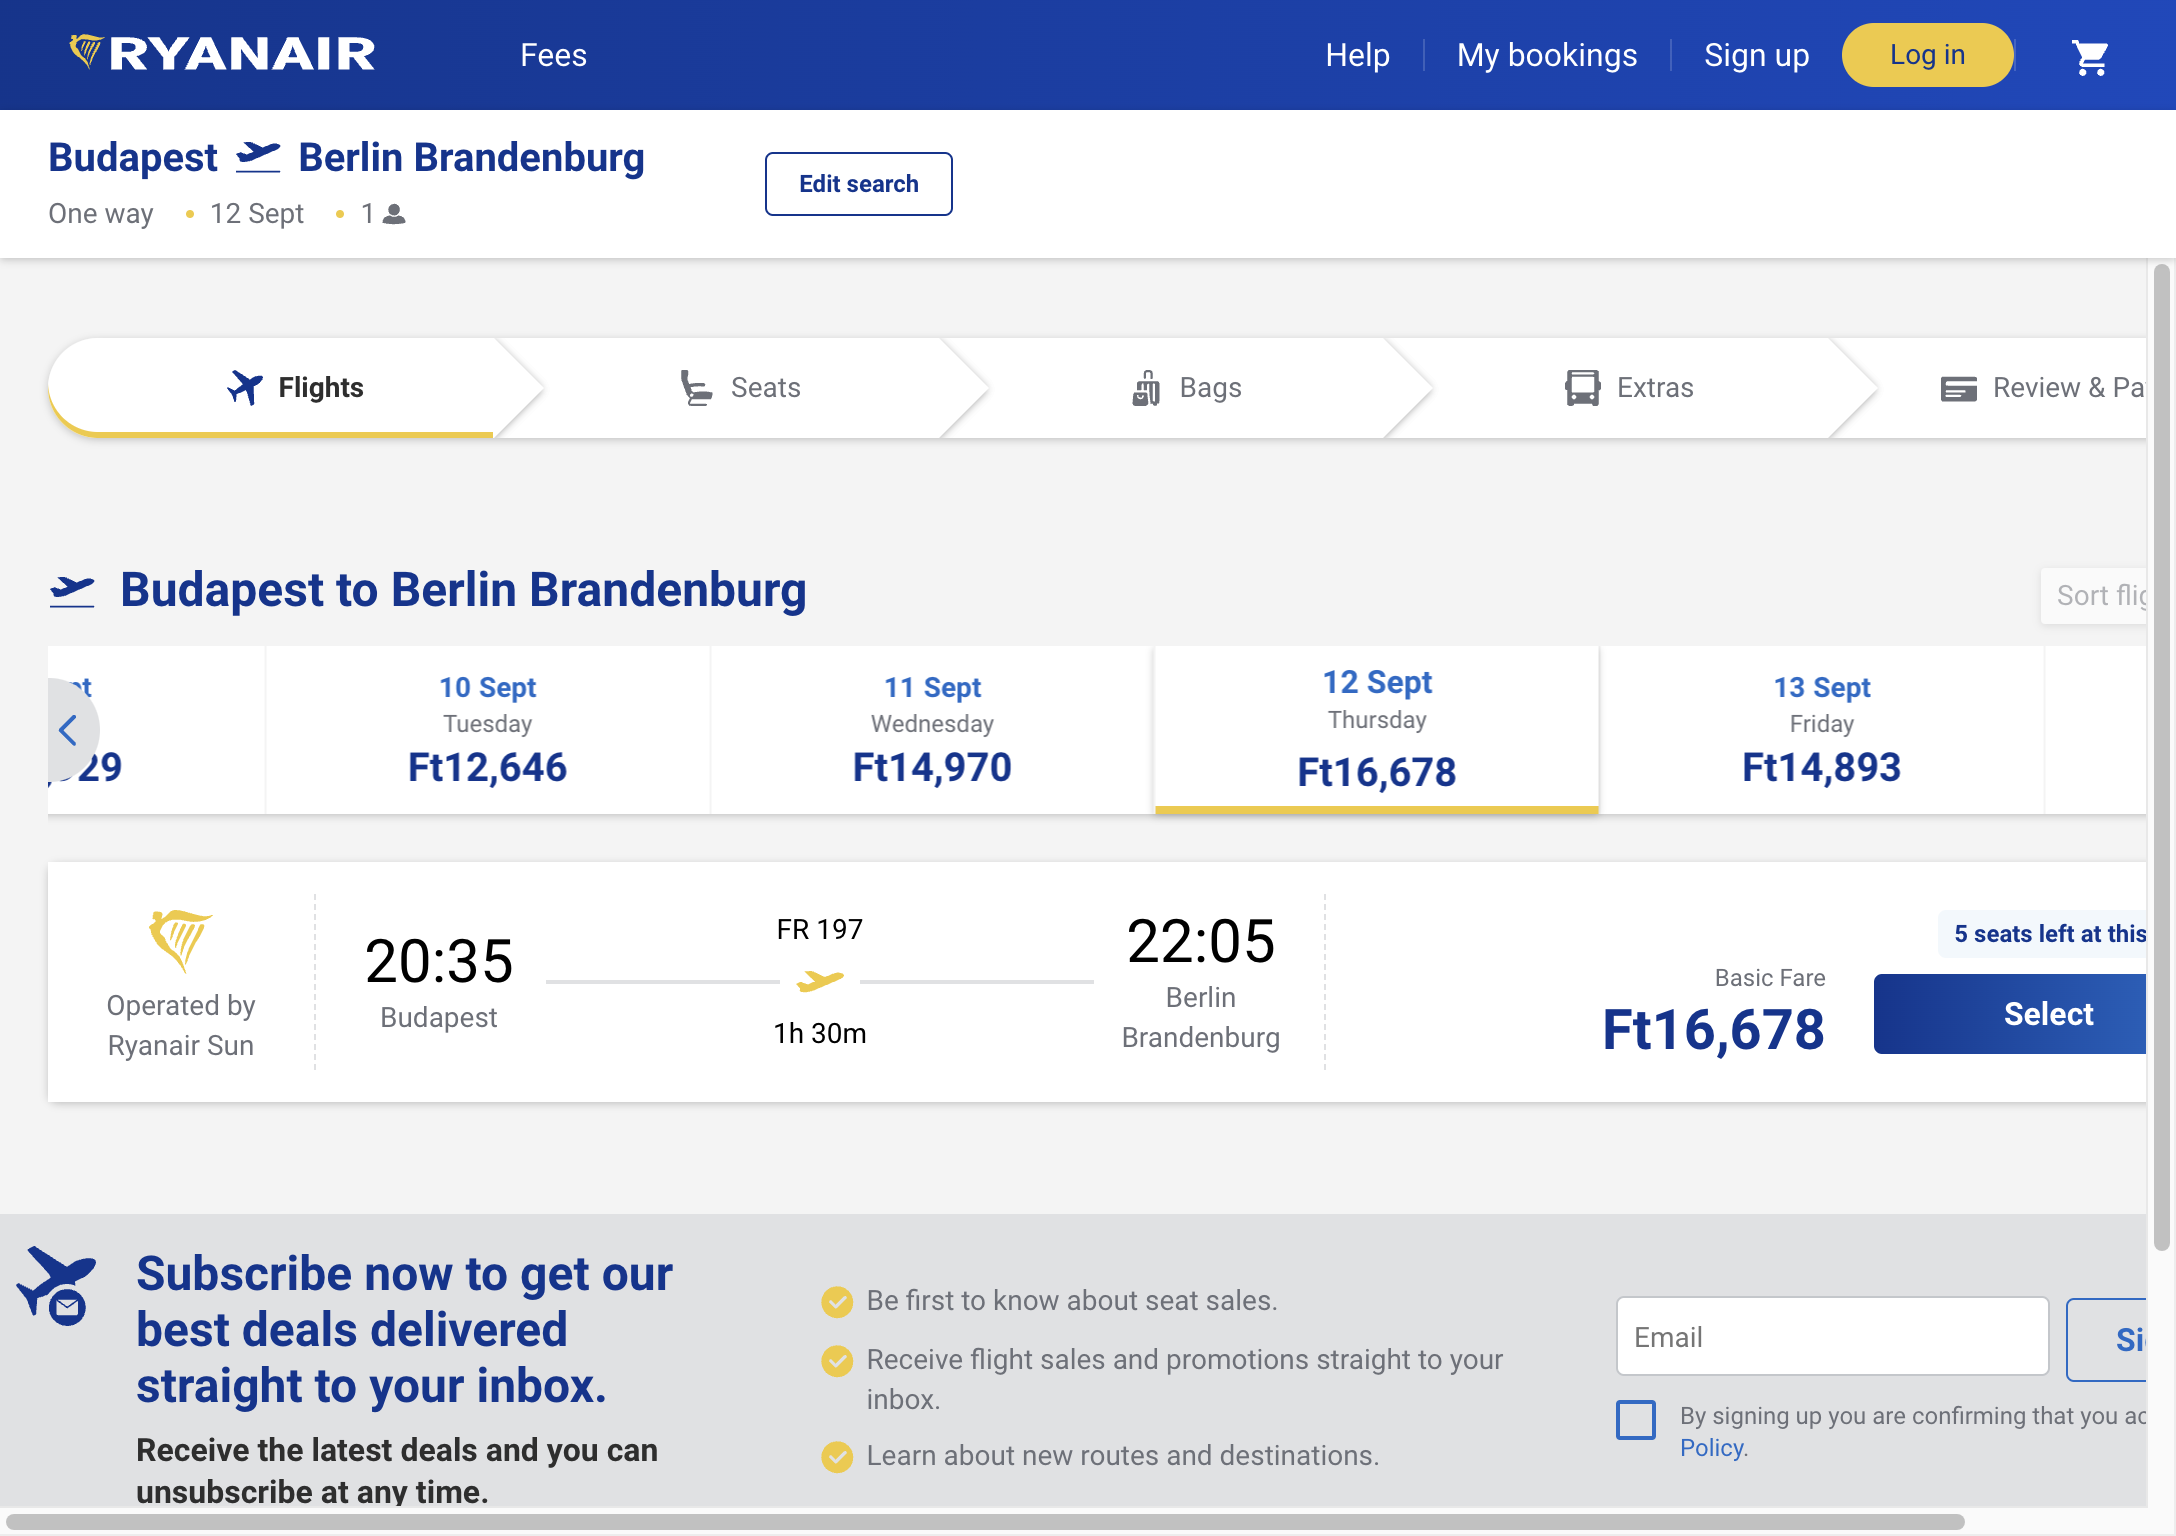 RYANAIR
Fees
Help
My bookings
Sign up
Log in
Budapest Berlin Brandenburg
One way • 12 Sept • 1
Edit search
Flights
Seats
Bags
Extras
Review & Pa
Budapest to Berlin Brandenburg
Sort flig
10 Sept
Tuesday
Ft12,646
11 Sept
Wednesday
Ft14,970
12 Sept
Thursday
Ft16,678
13 Sept
Friday
Ft14,893
Operated by
Ryanair Sun
20:35
Budapest
FR 197
1h 30m
22:05
Berlin
Brandenburg
5 seats left at this
Basic Fare
Ft16,678
Select
Subscribe now to get our
best deals delivered
straight to your inbox.
Receive the latest deals and you can
unsubscribe at any time.
Be first to know about seat sales.
Receive flight sales and promotions straight to your
inbox.
Learn about new routes and destinations.
Email
By signing up you are confirming that you ac
Policy.